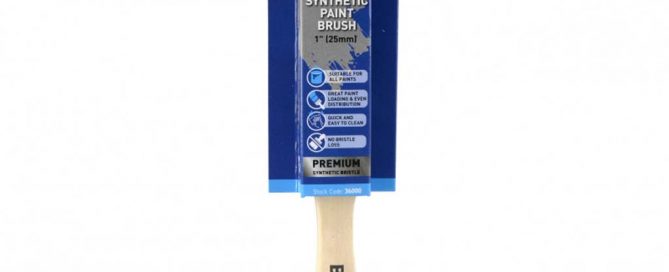 SYNTHETIC
PAINT
BRUSH
1" (25mm)
SUITABLE FOR
ALL PAINTS
GREAT PAINT
LOADING & EVEN
DISTRIBUTION
QUICK AND
EASY TO CLEAN
NO BRISTLE
LOSS
PREMIUM
SYNTHETIC BRISTLE
Stock Code: 36000